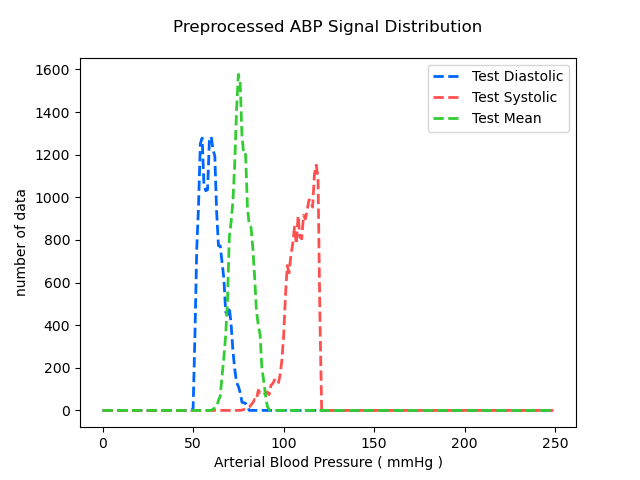 Preprocessed ABP Signal Distribution
Test Diastolic
Test Systolic
Test Mean
1600
1400
1200
1000
800
600
400
200
0
number of data
0 50 100 150 200 250
Arterial Blood Pressure ( mmHg )